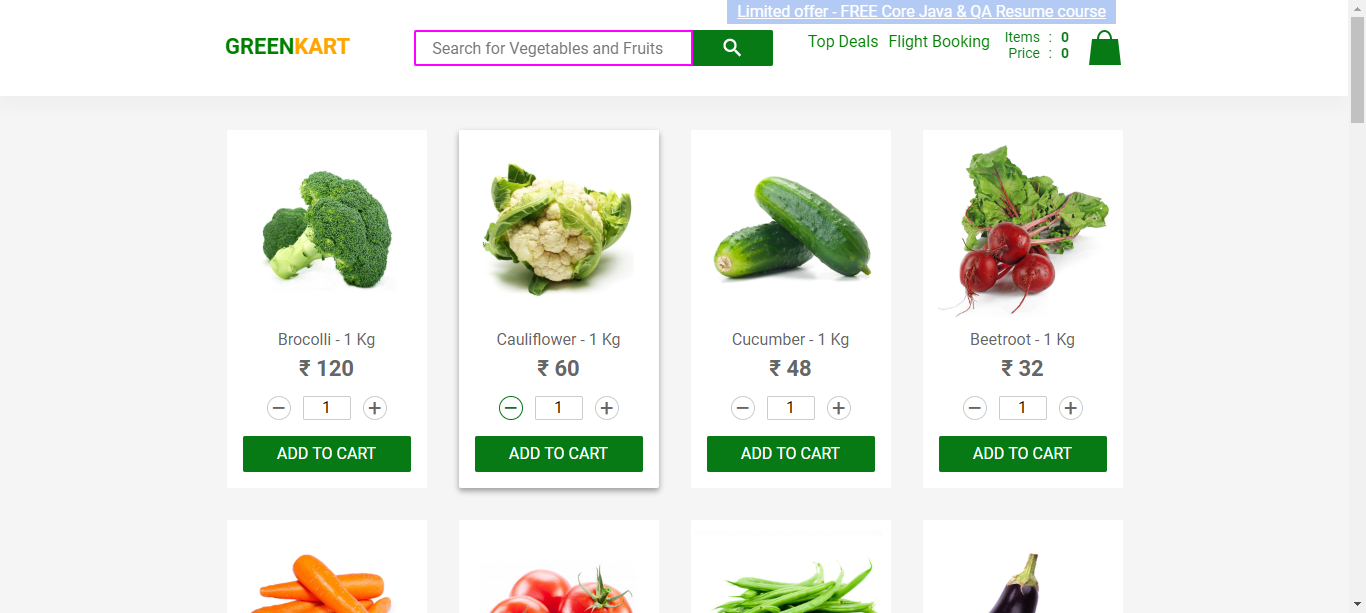 Limited offer - FREE Core Java & QA Resume course
GREENKART
Search for Vegetables and Fruits
Top Deals Flight Booking
Items : 0
Price : 0
Brocolli - 1 Kg
₹ 120
1
ADD TO CART
Cauliflower - 1 Kg
₹ 60
1
ADD TO CART
Cucumber - 1 Kg
₹ 48
1
ADD TO CART
Beetroot - 1 Kg
₹ 32
1
ADD TO CART